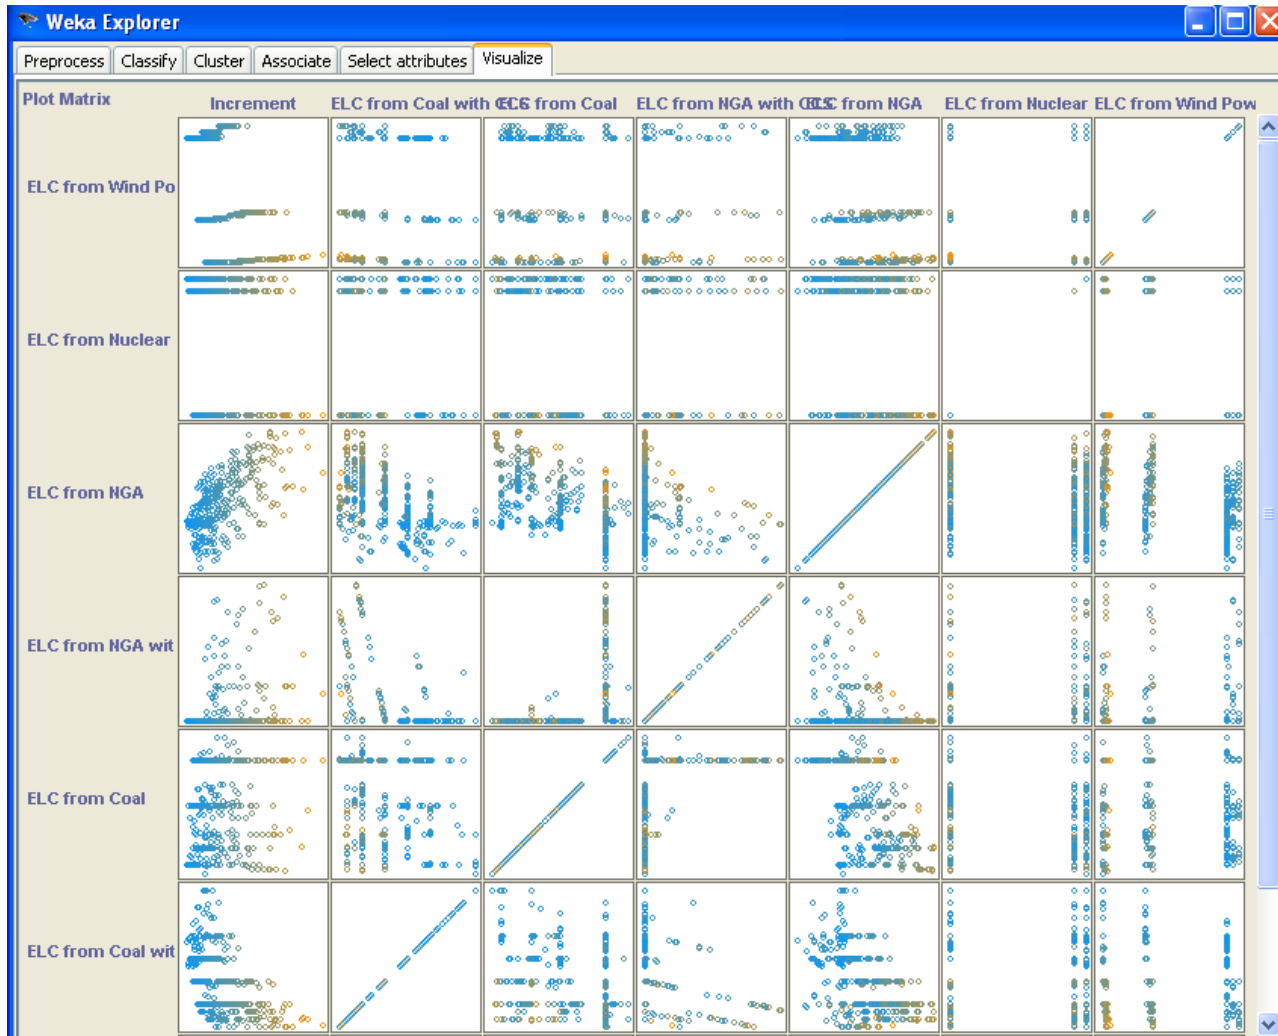 Weka Explorer
Preprocess Classify Cluster Associate Select attributes Visualize
Plot Matrix Increment ELC from Coal with CCS ELC from Coal ELC from NGA with CCS ELC from NGA ELC from Nuclear ELC from Wind Pow
ELC from Wind Po
ELC from Nuclear
ELC from NGA
ELC from NGA wit
ELC from Coal
ELC from Coal wit